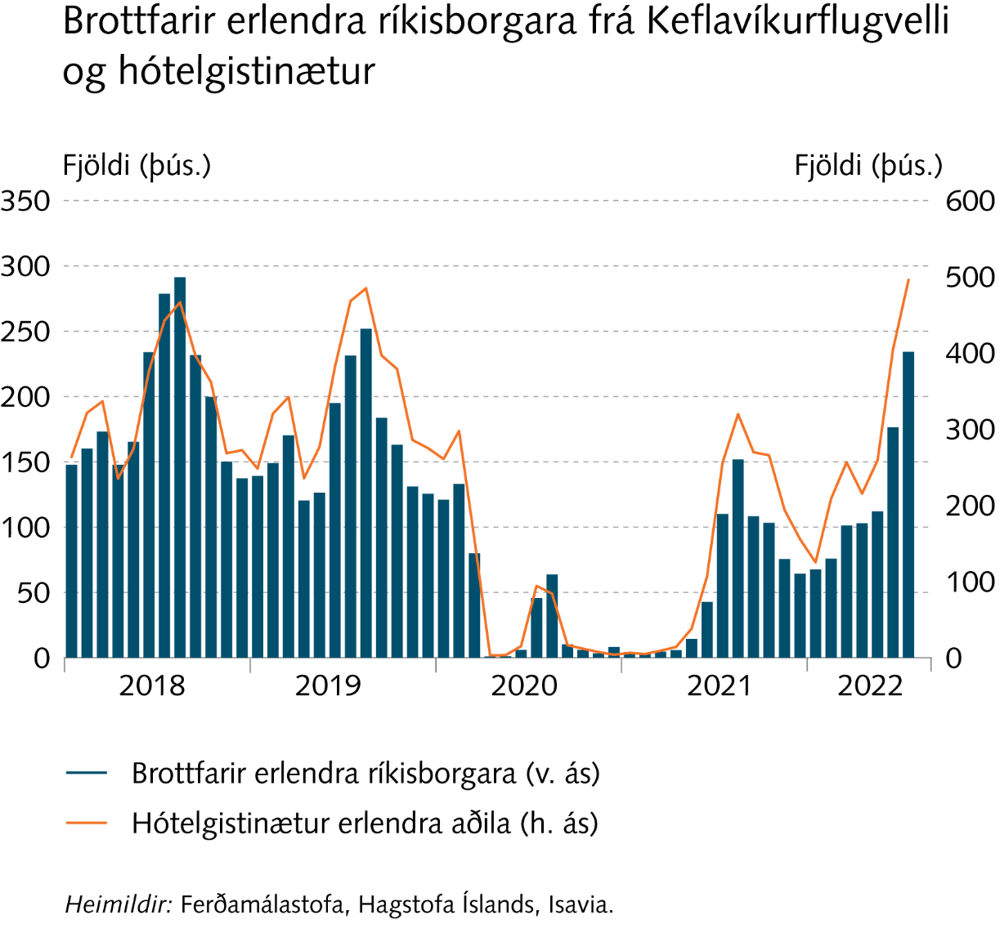 Brottfarir erlendra ríkisborgara frá Keflavíkurflugvelli
og hótelgistinætur
Fjöldi (þús.) Fjöldi (þús.)
350 600
300 500
250 400
200 300
150 200
100 100
50 0
0
2018 2019 2020 2021 2022
Brottfarir erlendra ríkisborgara (v. ás)
Hótelgistinætur erlendra aðila (h. ás)
Heimildir: Ferðamálastofa, Hagstofa Íslands, Isavia.